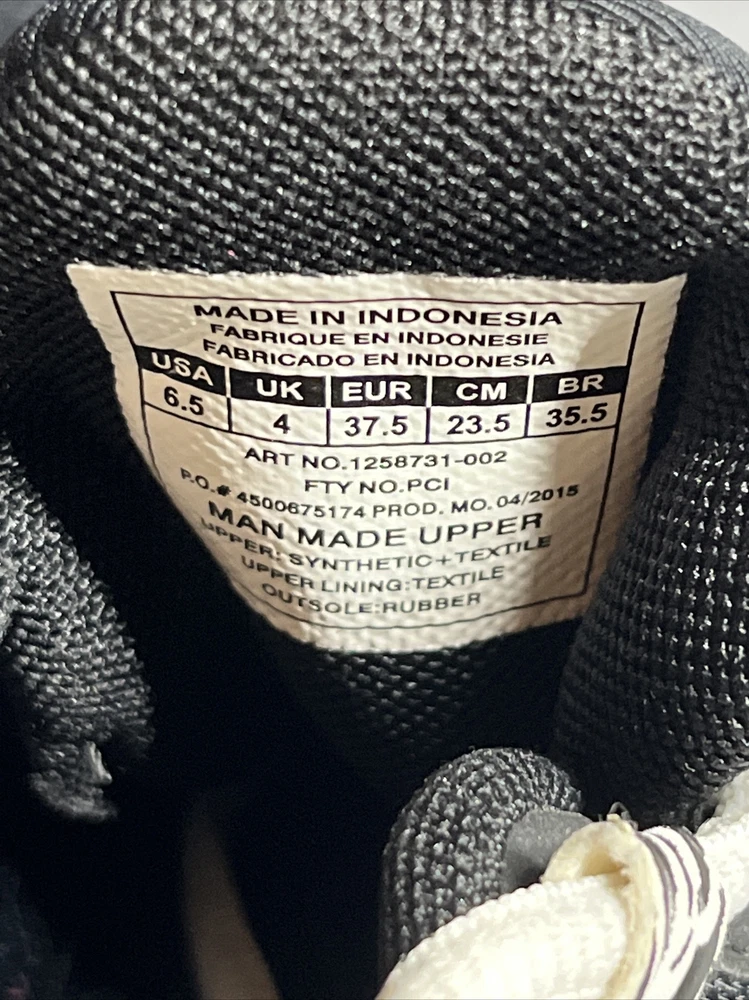 MADE IN INDONESIA
FABRIQUE EN INDONESIE
FABRICADO EN INDONESIA
USA UK EUR CM BR
6.5 4 37.5 23.5 35.5
ART NO.1258731-002
FTY NO.PCI
P.O.# 4500675174 PROD. MO. 04/2015
MAN MADE UPPER
UPPER: SYNTHETIC+TEXTILE
UPPER LINING:TEXTILE
OUTSOLE:RUBBER